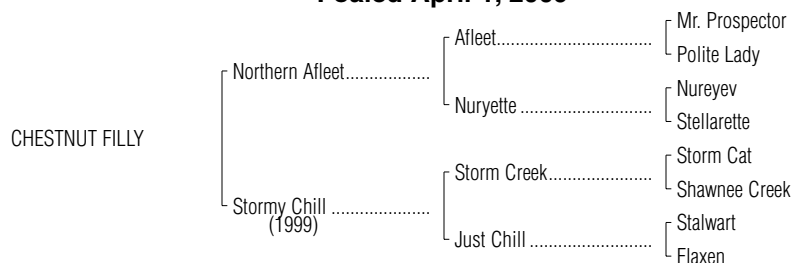 Foaled April 1,
Mr. Prospector
Afleet..........................................
Polite Lady
Northern Afleet......................
Nureyev
Nuryette ...................................
Stellarette
CHESTNUT FILLY
Storm Cat
Storm Creek............................
Shawnee Creek
Stormy Chill .........................
(1999)
Stalwart
Just Chill ..................................
Flaxen